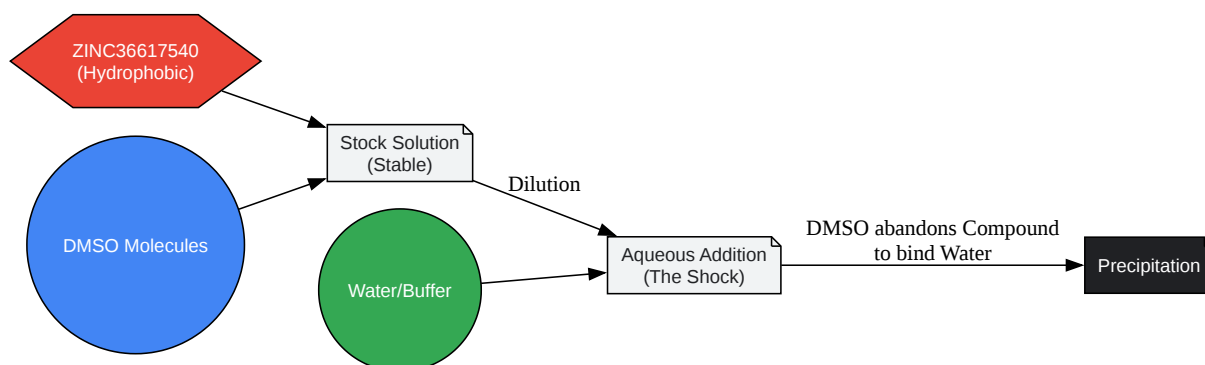 ZINC36617540
(Hydrophobic)
Stock Solution
(Stable)
Dilution
DMSO Molecules
Water/Buffer
Aqueous Addition
(The Shock)
DMSO abandons Compound
to bind Water
Precipitation